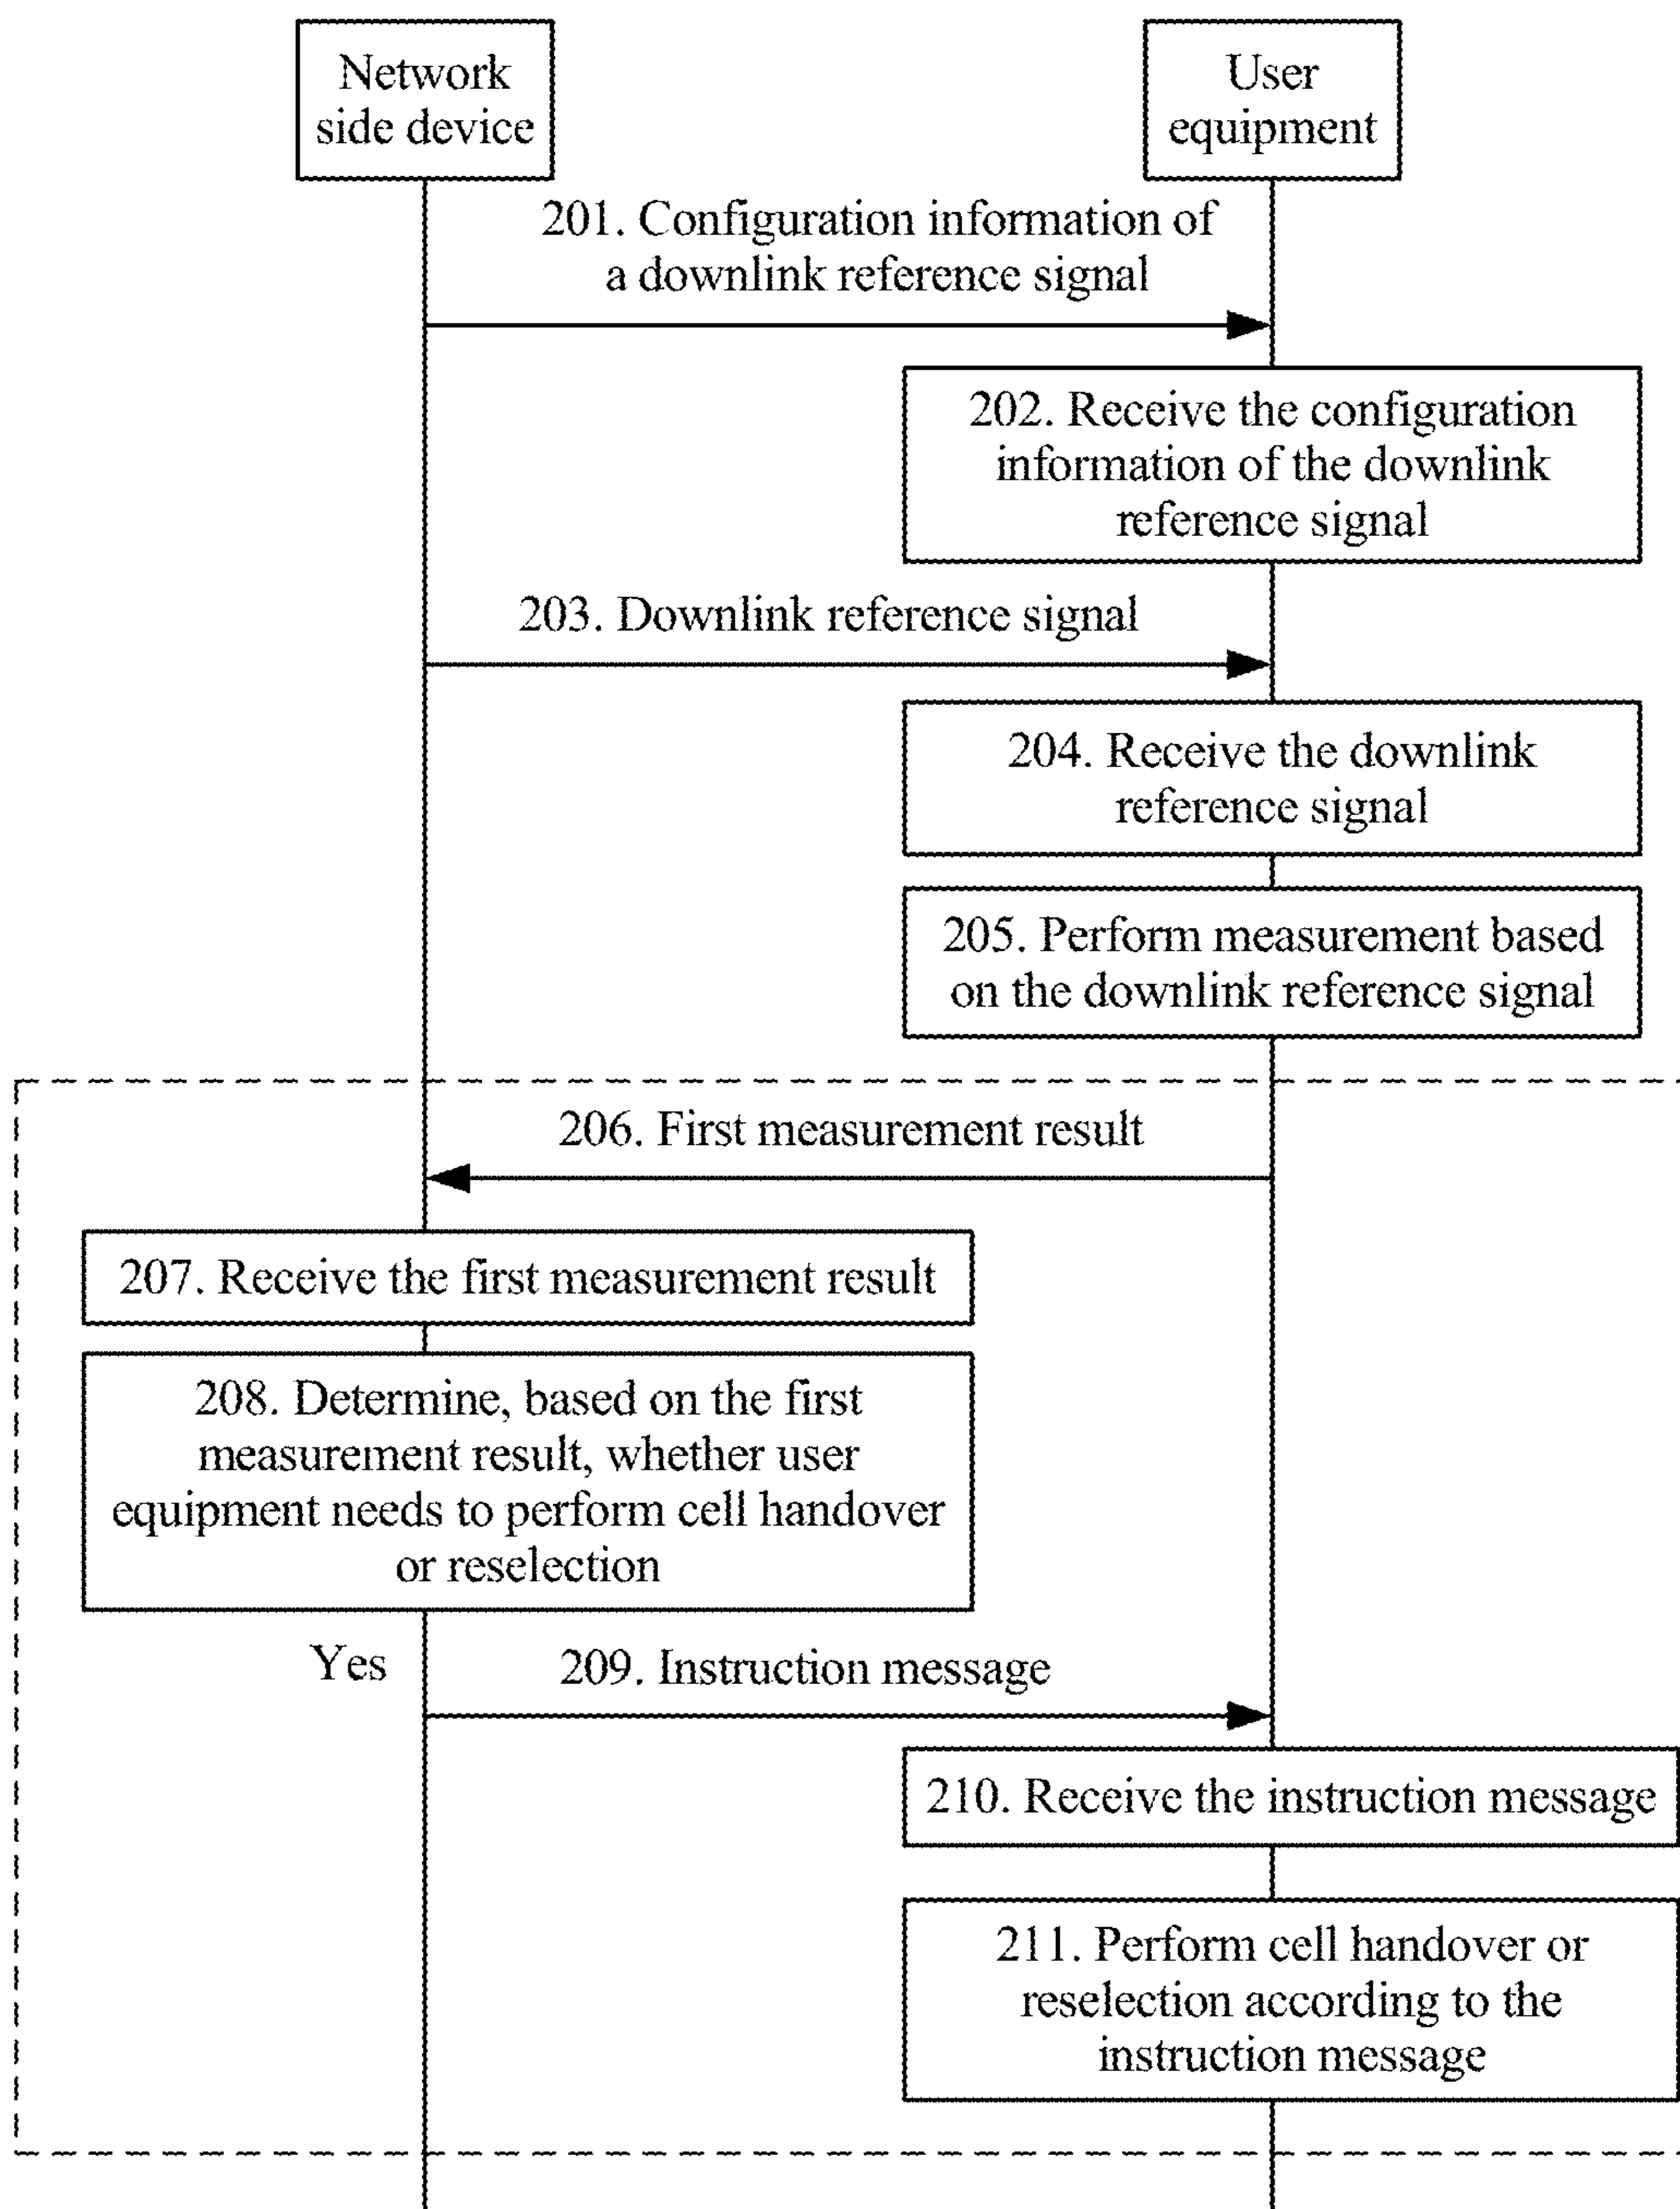 Network
side device
User
equipment
201. Configuration information of
a downlink reference signal
202. Receive the configuration
information of the downlink
reference signal
203. Downlink reference signal
204. Receive the downlink
reference signal
205. Perform measurement based
on the downlink reference signal
206. First measurement result
207. Receive the first measurement result
208. Determine, based on the first
measurement result, whether user
equipment needs to perform cell handover
or reselection
Yes
209. Instruction message
210. Receive the instruction message
211. Perform cell handover or
reselection according to the
instruction message